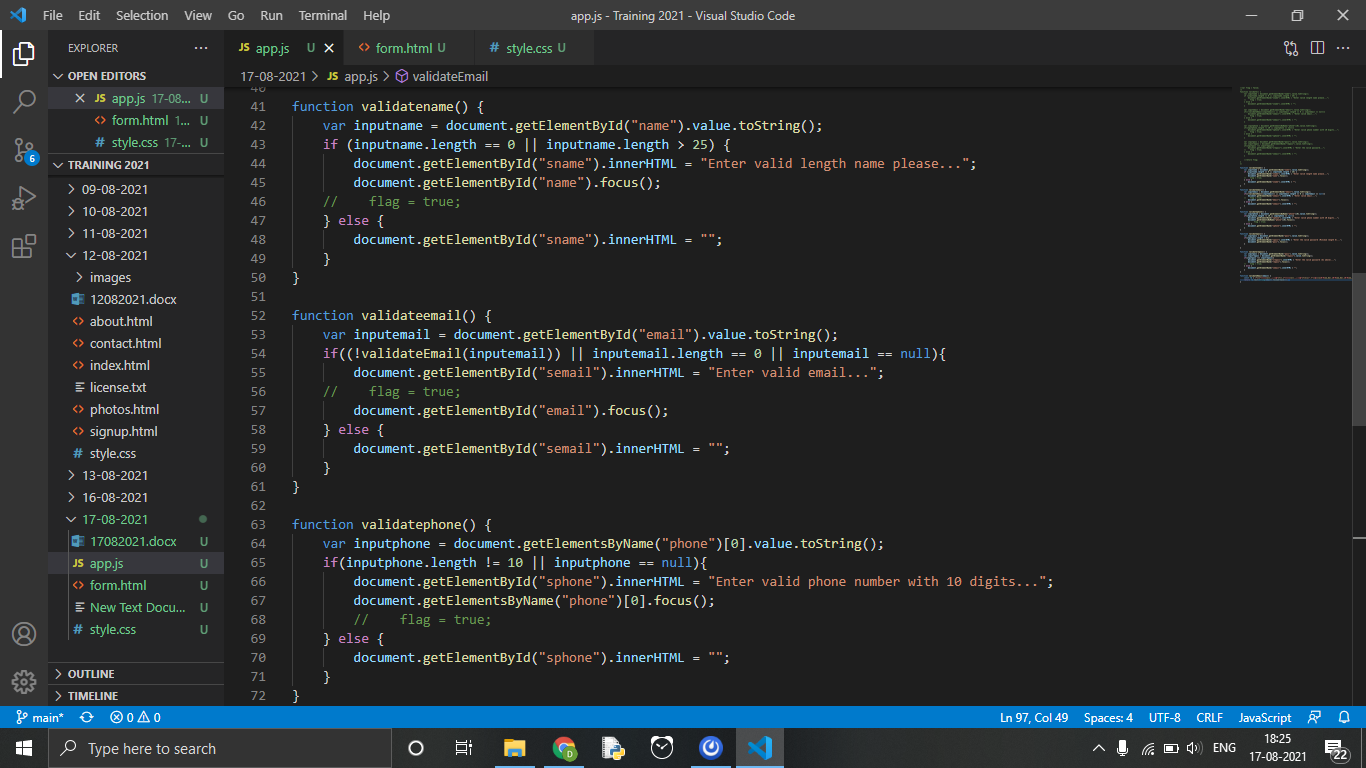 File Edit Selection View Go Run Terminal Help app.js - Training 2021 - Visual Studio Code
EXPLORER ...
OPEN EDITORS
JS app.js 17-08... U
<> form.html 1... U
# style.css 17-... U
TRAINING 2021
09-08-2021
10-08-2021
11-08-2021
12-08-2021
images
12082021.docx
<> about.html
<> contact.html
<> index.html
license.txt
<> photos.html
<> signup.html
# style.css
13-08-2021
16-08-2021
17-08-2021
17082021.docx U
JS app.js U
<> form.html U
New Text Docu... U
# style.css U
OUTLINE
TIMELINE
6
JS app.js U <> form.html U # style.css U
17-08-2021 > JS app.js > validateEmail
40
41 function validatename() {
42 var inputname = document.getElementById("name").value.toString();
43 if (inputname.length == 0 || inputname.length > 25) {
44 document.getElementById("sname").innerHTML = "Enter valid length name please...";
45 document.getElementById("name").focus();
46 // flag = true;
47 } else {
48 document.getElementById("sname").innerHTML = "";
49 }
50 }
51
52 function validateemail() {
53 var inputemail = document.getElementById("email").value.toString();
54 if((!validateEmail(inputemail)) || inputemail.length == 0 || inputemail == null){
55 document.getElementById("semail").innerHTML = "Enter valid email...";
56 // flag = true;
57 document.getElementById("email").focus();
58 } else {
59 document.getElementById("semail").innerHTML = "";
60 }
61 }
62
63 function validatephone() {
64 var inputphone = document.getElementsByName("phone")[0].value.toString();
65 if(inputphone.length != 10 || inputphone == null){
66 document.getElementById("sphone").innerHTML = "Enter valid phone number with 10 digits...";
67 document.getElementsByName("phone")[0].focus();
68 // flag = true;
69 } else {
70 document.getElementById("sphone").innerHTML = "";
71 }
72 }
main* 0 0 Ln 97, Col 49 Spaces: 4 UTF-8 CRLF JavaScript
Type here to search D ENG 18:25
17-08-2021 22